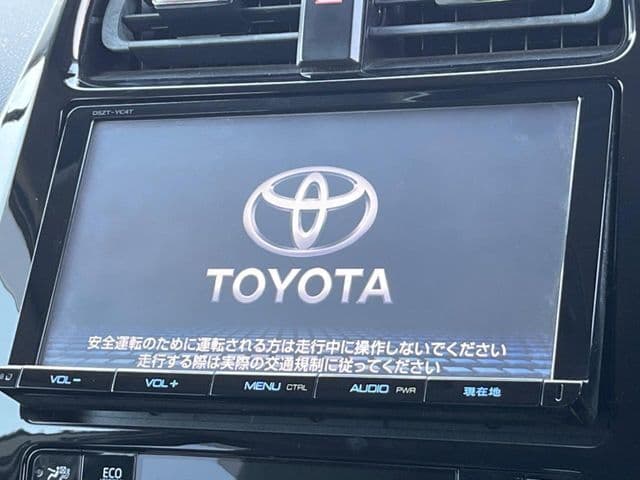 DSZT-YC4T
TOYOTA
安全運転のために運転される方は走行中に操作しないでください
走行する際は実際の交通規制に従ってください
VOL− VOL+ MENU CTRL AUDIO PWR 現在地
ECO